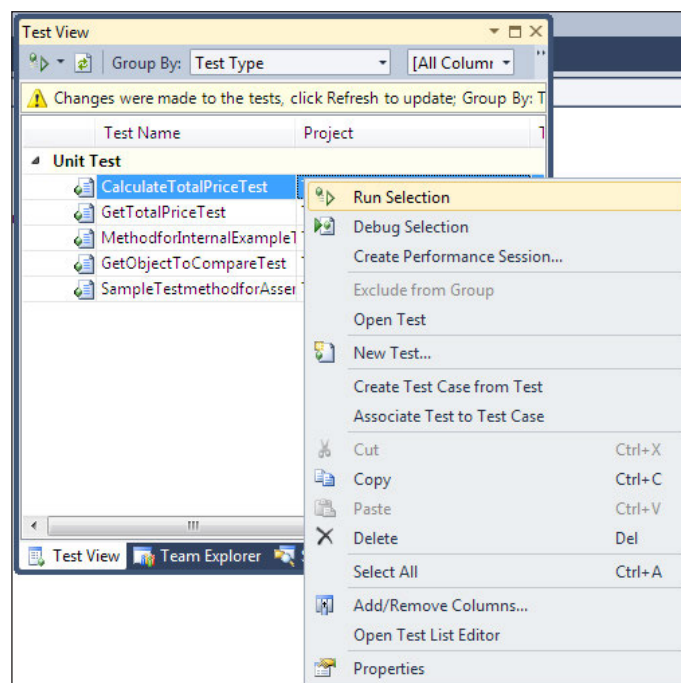 Test View
Group By: Test Type [All Colum
Changes were made to the tests, click Refresh to update; Group By: T
Test Name Project
Unit Test
CalculateTotalPriceTest
GetTotalPriceTest
MethodforInternalExampleT
GetObjectToCompareTest
SampleTestmethodforAsser
Run Selection
Debug Selection
Create Performance Session...
Exclude from Group
Open Test
New Test...
Create Test Case from Test
Associate Test to Test Case
Cut Ctrl+X
Copy Ctrl+C
Paste Ctrl+V
Delete Del
Select All Ctrl+A
Add/Remove Columns...
Open Test List Editor
Properties
Test View Team Explorer